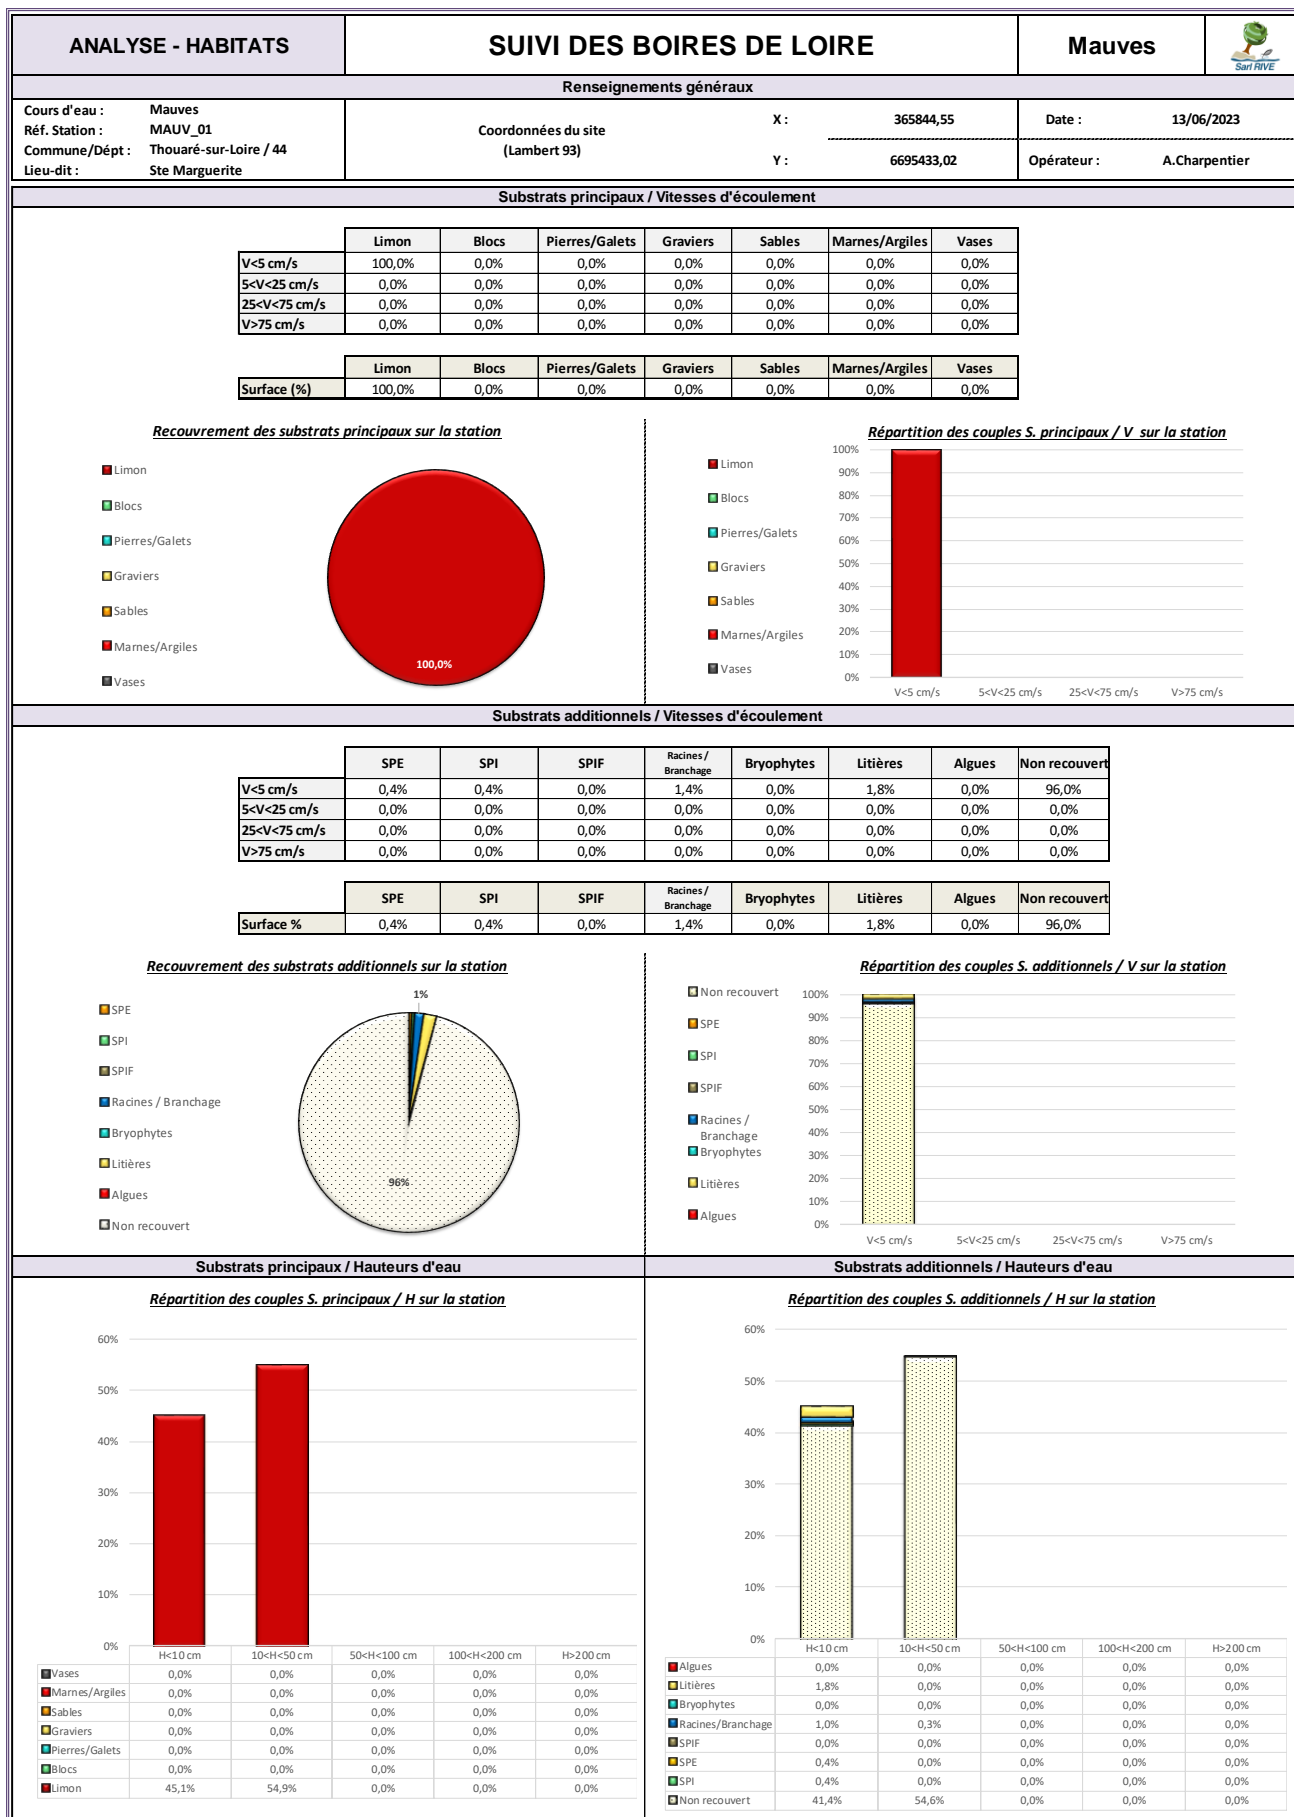 ANALYSE - HABITATS
SUIVI DES BOIRES DE LOIRE
Mauves
Sarl RIVE
Renseignements généraux
Cours d'eau : Mauves
Réf. Station : MAUV_01
Commune/Dépt : Thouaré-sur-Loire / 44
Lieu-dit : Ste Marguerite
Coordonnées du site
(Lambert 93)
X : 365844,55
Y : 6695433,02
Date : 13/06/2023
Opérateur : A.Charpentier
Substrats principaux / Vitesses d'écoulement
Limon Blocs Pierres/Galets Graviers Sables Marnes/Argiles Vases
V<5 cm/s 100,0% 0,0% 0,0% 0,0% 0,0% 0,0% 0,0%
5<V<25 cm/s 0,0% 0,0% 0,0% 0,0% 0,0% 0,0% 0,0%
25<V<75 cm/s 0,0% 0,0% 0,0% 0,0% 0,0% 0,0% 0,0%
V>75 cm/s 0,0% 0,0% 0,0% 0,0% 0,0% 0,0% 0,0%
Limon Blocs Pierres/Galets Graviers Sables Marnes/Argiles Vases
Surface (%) 100,0% 0,0% 0,0% 0,0% 0,0% 0,0% 0,0%
Recouvrement des substrats principaux sur la station
Limon
Blocs
Pierres/Galets
Graviers
Sables
Marnes/Argiles
Vases
100,0%
Répartition des couples S. principaux / V sur la station
Limon
Blocs
Pierres/Galets
Graviers
Sables
Marnes/Argiles
Vases
100%
90%
80%
70%
60%
50%
40%
30%
20%
10%
0%
V<5 cm/s 5<V<25 cm/s 25<V<75 cm/s V>75 cm/s
Substrats additionnels / Vitesses d'écoulement
SPE SPI SPIF Racines / Branchage Bryophytes Litières Algues Non recouvert
V<5 cm/s 0,4% 0,4% 0,0% 1,4% 0,0% 1,8% 0,0% 96,0%
5<V<25 cm/s 0,0% 0,0% 0,0% 0,0% 0,0% 0,0% 0,0% 0,0%
25<V<75 cm/s 0,0% 0,0% 0,0% 0,0% 0,0% 0,0% 0,0% 0,0%
V>75 cm/s 0,0% 0,0% 0,0% 0,0% 0,0% 0,0% 0,0% 0,0%
SPE SPI SPIF Racines / Branchage Bryophytes Litières Algues Non recouvert
Surface % 0,4% 0,4% 0,0% 1,4% 0,0% 1,8% 0,0% 96,0%
Recouvrement des substrats additionnels sur la station
SPE
SPI
SPIF
Racines / Branchage
Bryophytes
Litières
Algues
Non recouvert
1%
96%
Répartition des couples S. additionnels / V sur la station
Non recouvert
SPE
SPI
SPIF
Racines /
Branchage
Bryophytes
Litières
Algues
100%
90%
80%
70%
60%
50%
40%
30%
20%
10%
0%
V<5 cm/s 5<V<25 cm/s 25<V<75 cm/s V>75 cm/s
Substrats principaux / Hauteurs d'eau
Répartition des couples S. principaux / H sur la station
60%
50%
40%
30%
20%
10%
0%
H<10 cm 10<H<50 cm 50<H<100 cm 100<H<200 cm H>200 cm
Vases 0,0% 0,0% 0,0% 0,0% 0,0%
Marnes/Argiles 0,0% 0,0% 0,0% 0,0% 0,0%
Sables 0,0% 0,0% 0,0% 0,0% 0,0%
Graviers 0,0% 0,0% 0,0% 0,0% 0,0%
Pierres/Galets 0,0% 0,0% 0,0% 0,0% 0,0%
Blocs 0,0% 0,0% 0,0% 0,0% 0,0%
Limon 45,1% 54,9% 0,0% 0,0% 0,0%
Substrats additionnels / Hauteurs d'eau
Répartition des couples S. additionnels / H sur la station
60%
50%
40%
30%
20%
10%
0%
H<10 cm 10<H<50 cm 50<H<100 cm 100<H<200 cm H>200 cm
Algues 0,0% 0,0% 0,0% 0,0% 0,0%
Litières 1,8% 0,0% 0,0% 0,0% 0,0%
Bryophytes 0,0% 0,0% 0,0% 0,0% 0,0%
Racines/Branchage 1,0% 0,3% 0,0% 0,0% 0,0%
SPIF 0,0% 0,0% 0,0% 0,0% 0,0%
SPE 0,4% 0,0% 0,0% 0,0% 0,0%
SPI 0,4% 0,0% 0,0% 0,0% 0,0%
Non recouvert 41,4% 54,6% 0,0% 0,0% 0,0%